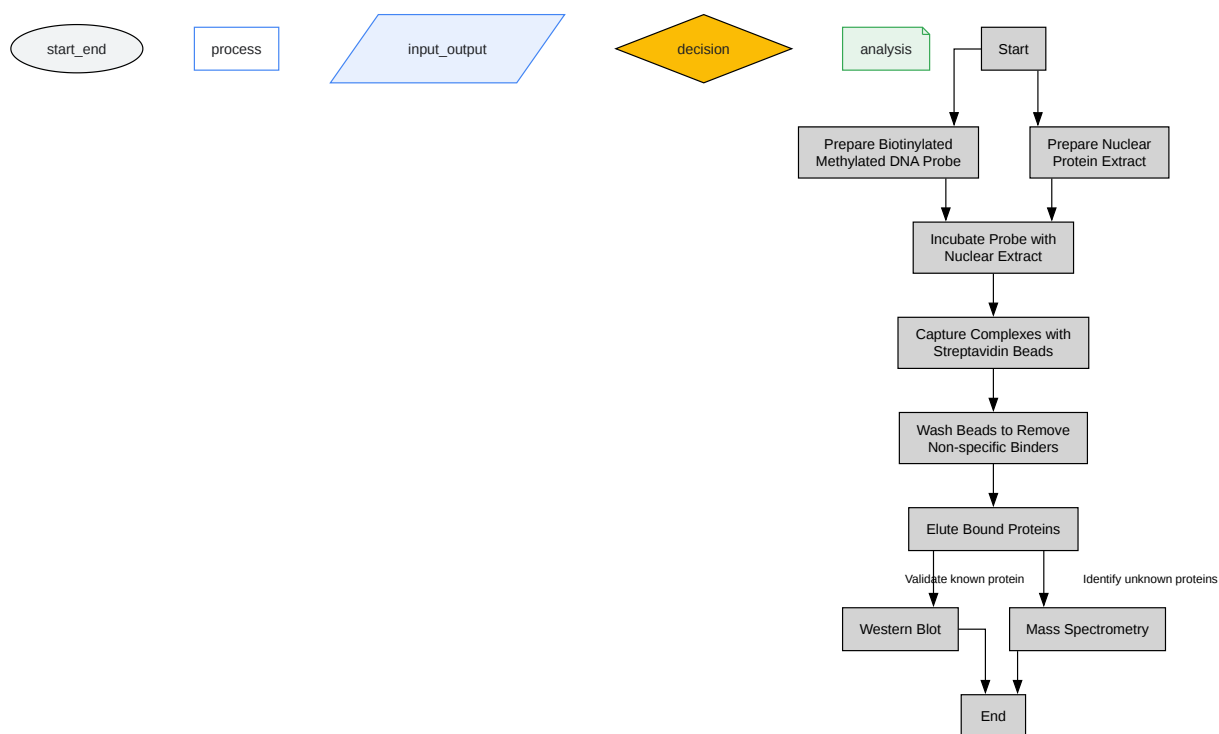 start_end
process
input_output
decision
analysis
Start
Prepare Biotinylated
Methylated DNA Probe
Prepare Nuclear
Protein Extract
Incubate Probe with
Nuclear Extract
Capture Complexes with
Streptavidin Beads
Wash Beads to Remove
Non-specific Binders
Elute Bound Proteins
Validate known protein
Identify unknown proteins
Western Blot
Mass Spectrometry
End